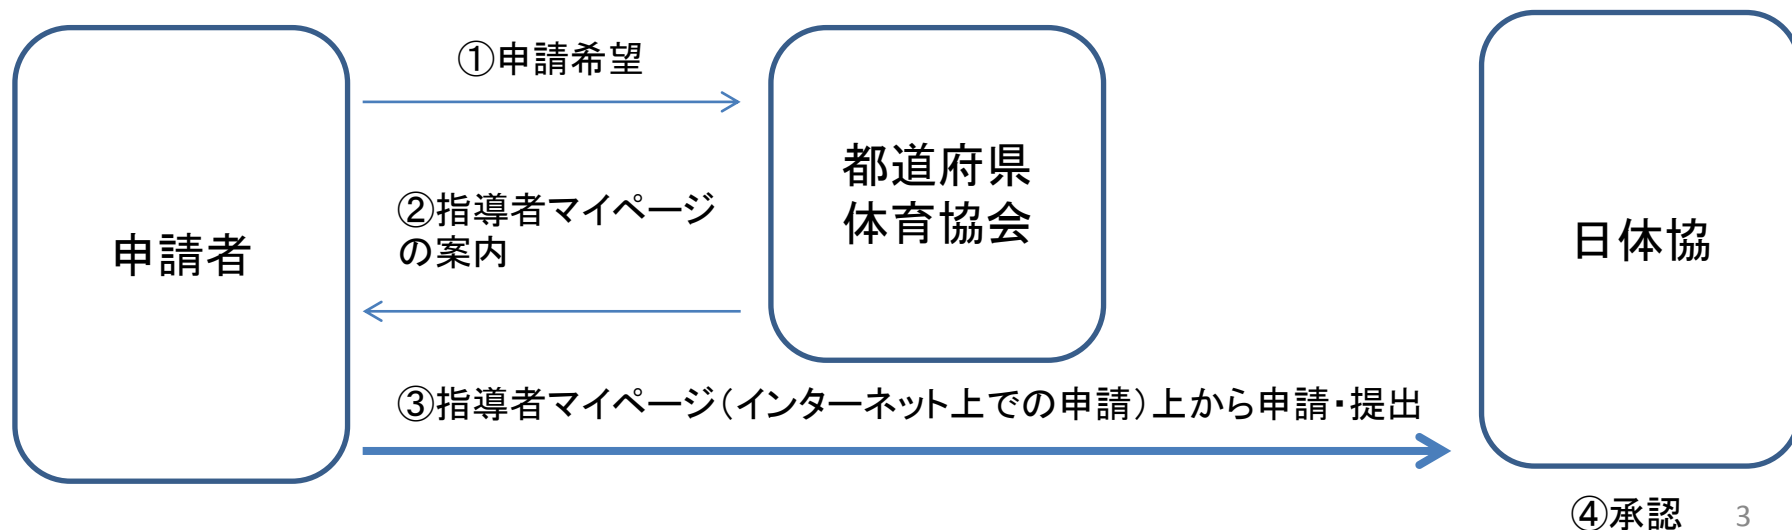 ①申請希望
申請者
②指導者マイページ
の案内
都道府県
体育協会
日体協
③指導者マイページ(インターネット上での申請)上から申請・提出
④承認
3